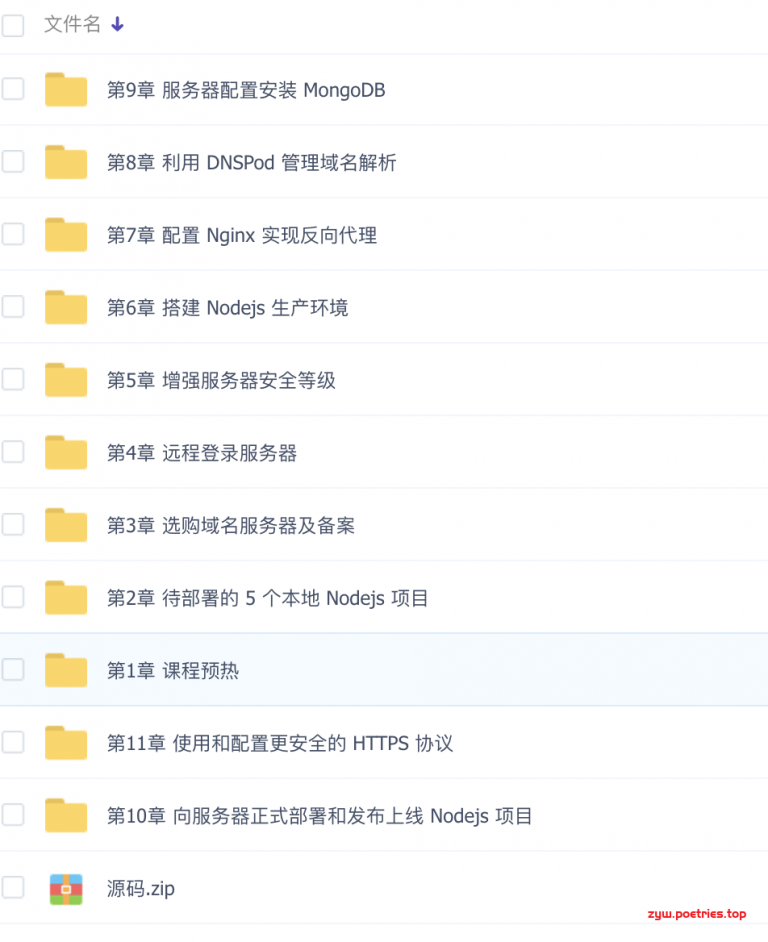 文件名
第9章 服务器配置安装 MongoDB
第8章 利用 DNSPod 管理域名解析
第7章 配置 Nginx 实现反向代理
第6章 搭建 Nodejs 生产环境
第5章 增强服务器安全等级
第4章 远程登录服务器
第3章 选购域名服务器及备案
第2章 待部署的 5 个本地 Nodejs 项目
第1章 课程预热
第11章 使用和配置更安全的 HTTPS 协议
第10章 向服务器正式部署和发布上线 Nodejs 项目
源码.zip
zyw.poetries.top